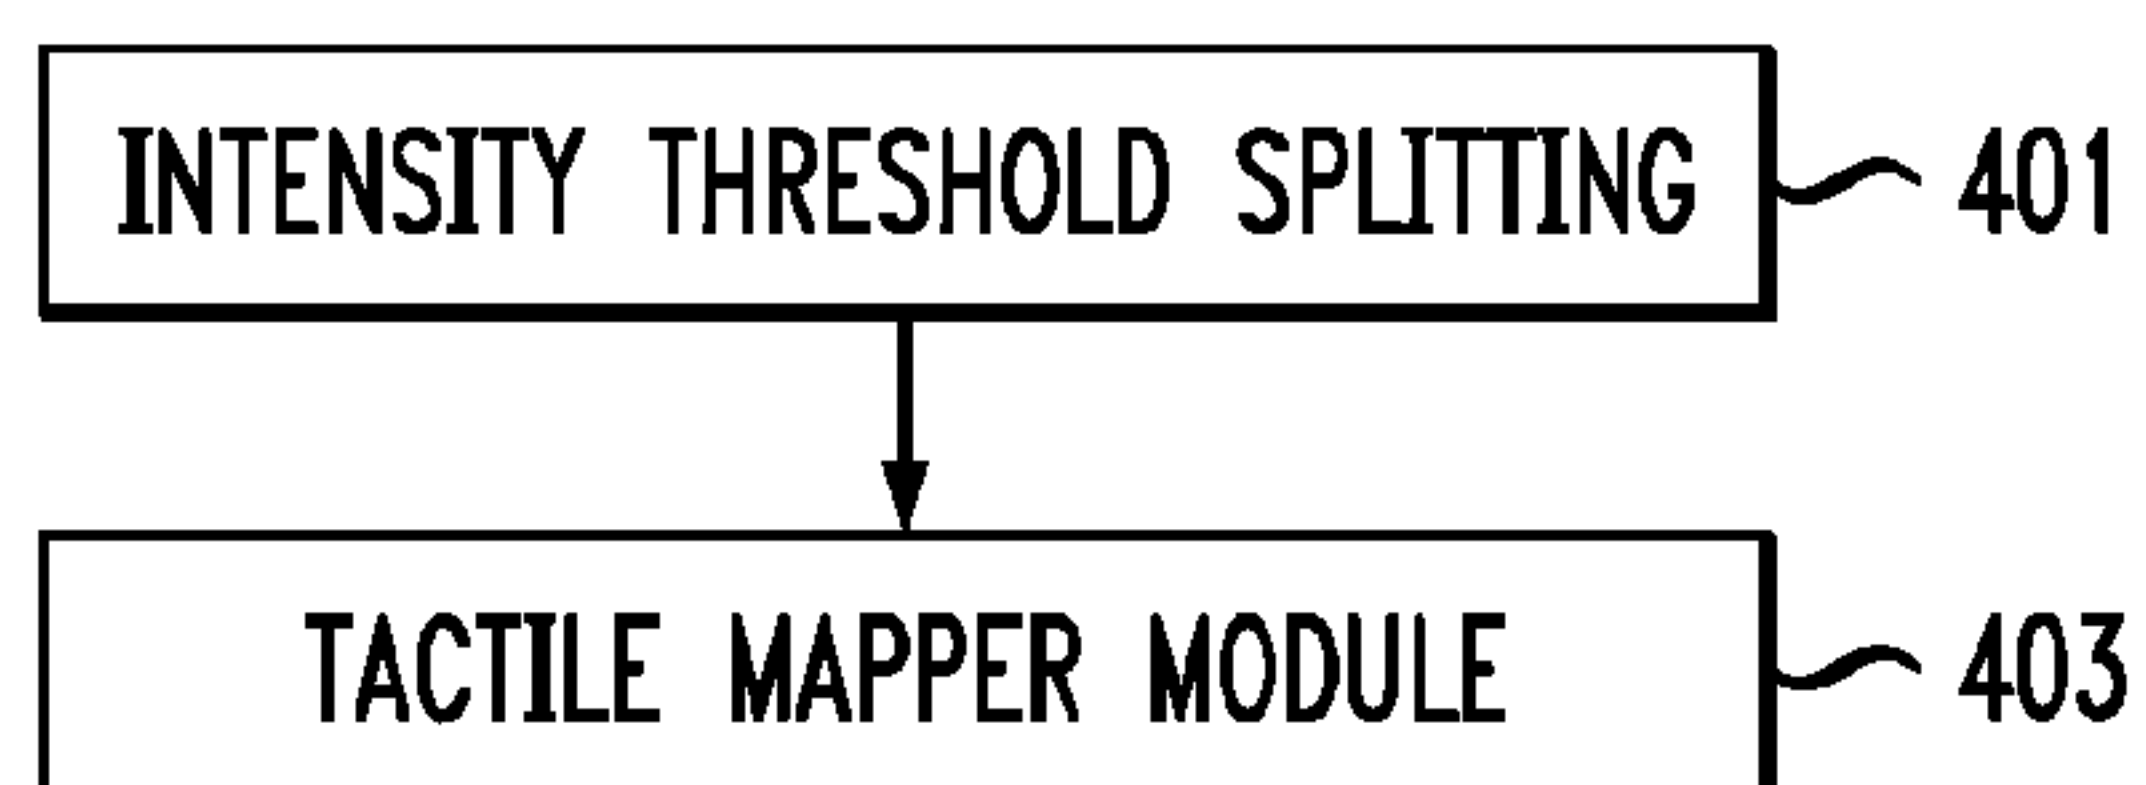 INTENSITY THRESHOLD SPLITTING 401
TACTILE MAPPER MODULE 403